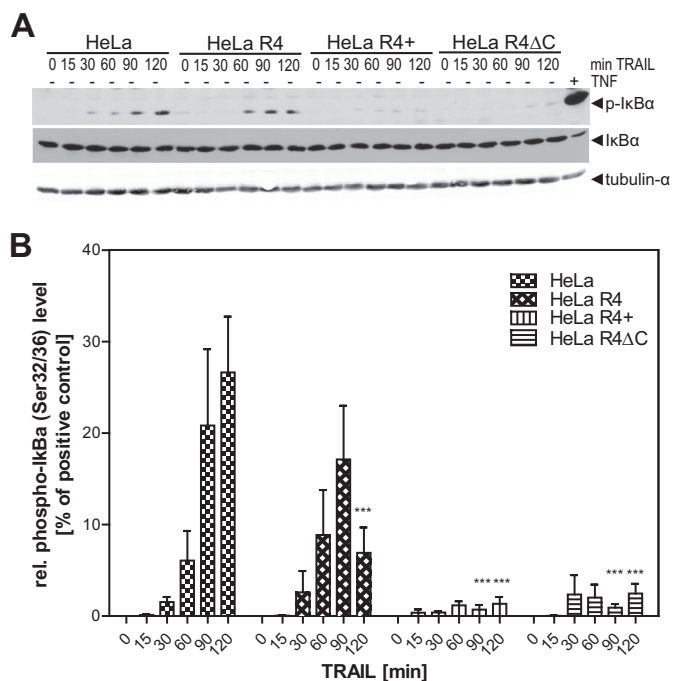 A
HeLa HeLa R4 HeLa R4+ HeLa R4ΔC
0 15 30 60 90 120 0 15 30 60 90 120 0 15 30 60 90 120 0 15 30 60 90 120 min TRAIL
- - - - - - - - - - - - - - - - - - - - - - - - + TNF
◄p-IκBα
◄IκBα
◄tubulin-α
B
rel. phospho-IkBa (Ser32/36) level
[% of positive control]
40
30
20
10
0
HeLa
HeLa R4
HeLa R4+
HeLa R4ΔC
***
*** ***
*** ***
0 15 30 60 90 120 0 15 30 60 90 120 0 15 30 60 90 120 0 15 30 60 90 120
TRAIL [min]